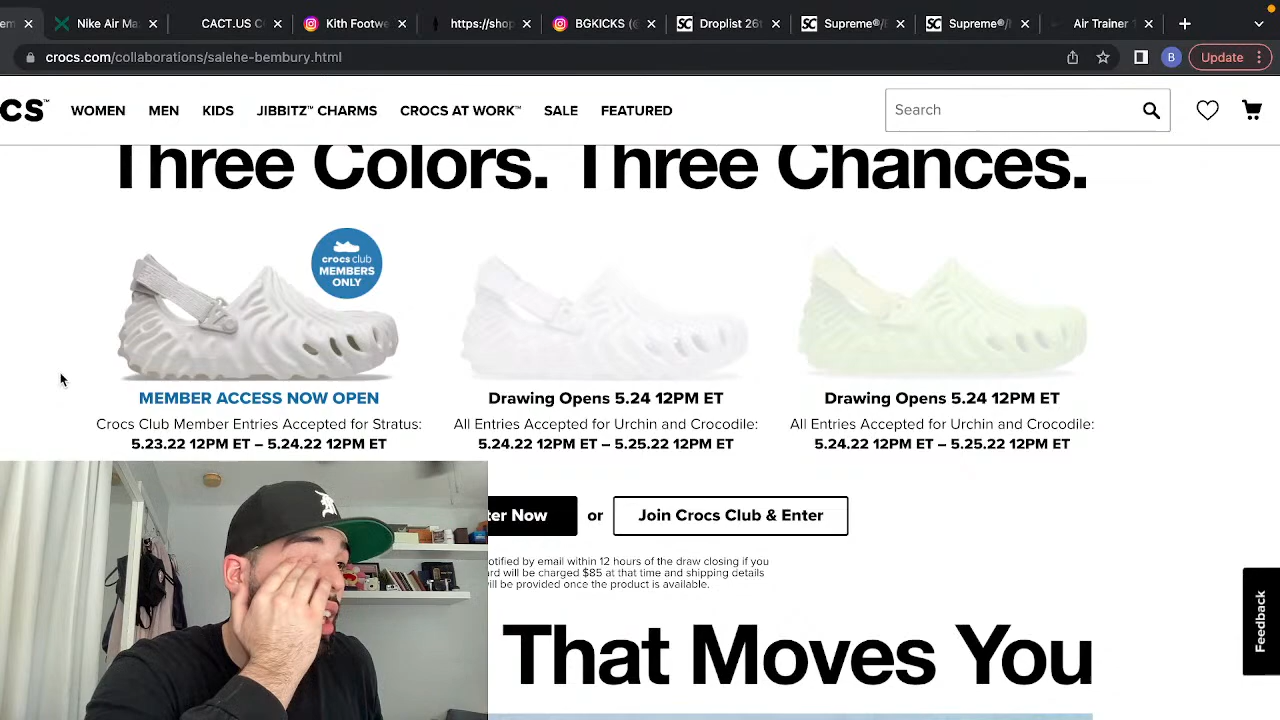 em
Nike Air Ma
CACT.US C
Kith Footwe
https://shop
BGKICKS (@
Droplist 26t
Supreme®/
Supreme®/
Air Trainer 1
crocs.com/collaborations/salehe-bembury.html
B
Update
CS™
WOMEN
MEN
KIDS
JIBBITZ™ CHARMS
CROCS AT WORK™
SALE
FEATURED
Search
Three Colors. Three Chances.
crocs club
MEMBERS
ONLY
MEMBER ACCESS NOW OPEN
Crocs Club Member Entries Accepted for Stratus:
5.23.22 12PM ET – 5.24.22 12PM ET
Drawing Opens 5.24 12PM ET
All Entries Accepted for Urchin and Crocodile:
5.24.22 12PM ET – 5.25.22 12PM ET
Drawing Opens 5.24 12PM ET
All Entries Accepted for Urchin and Crocodile:
5.24.22 12PM ET – 5.25.22 12PM ET
ter Now
or
Join Crocs Club & Enter
otified by email within 12 hours of the draw closing if you
rd will be charged $85 at that time and shipping details
will be provided once the product is available.
Feedback
That Moves You